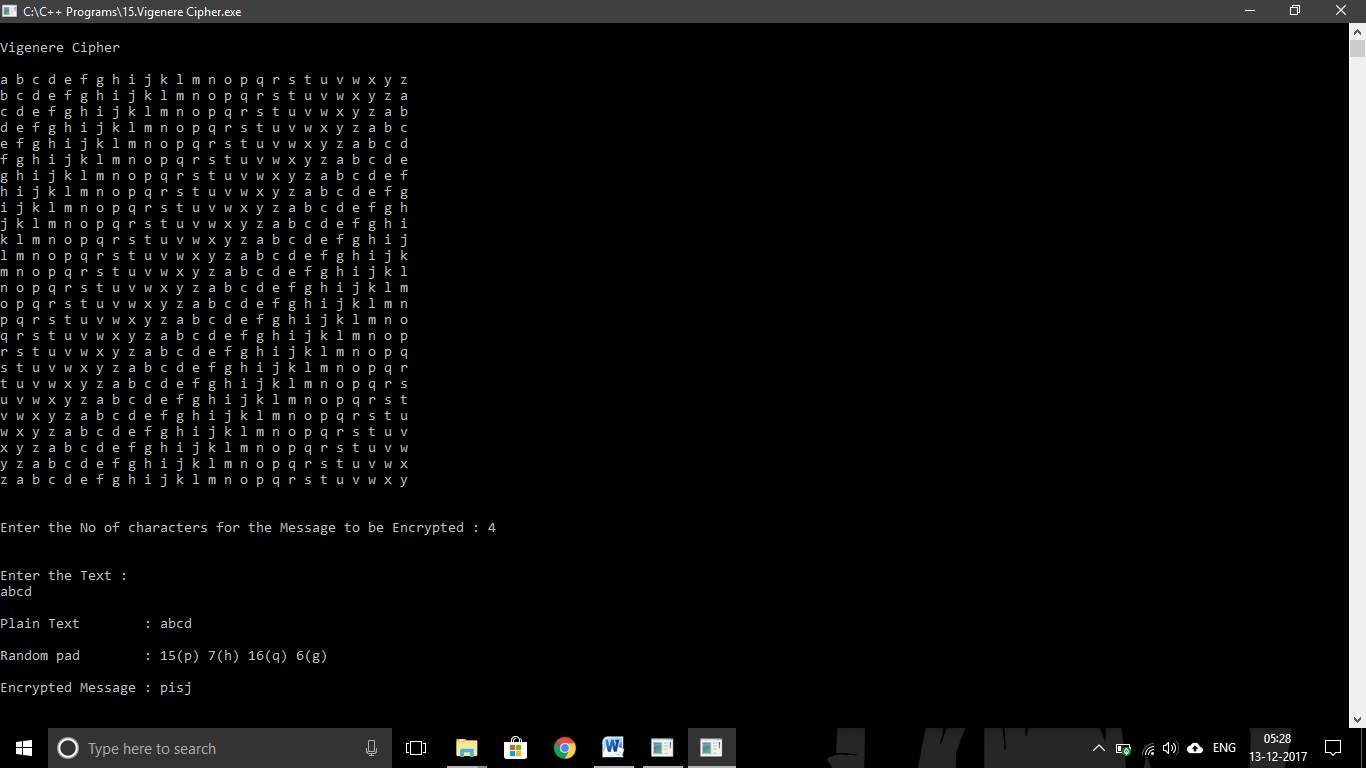 C:\C++ Programs\15.Vigenere Cipher.exe
Vigenere Cipher
a b c d e f g h i j k l m n o p q r s t u v w x y z
b c d e f g h i j k l m n o p q r s t u v w x y z a
c d e f g h i j k l m n o p q r s t u v w x y z a b
d e f g h i j k l m n o p q r s t u v w x y z a b c
e f g h i j k l m n o p q r s t u v w x y z a b c d
f g h i j k l m n o p q r s t u v w x y z a b c d e
g h i j k l m n o p q r s t u v w x y z a b c d e f
h i j k l m n o p q r s t u v w x y z a b c d e f g
i j k l m n o p q r s t u v w x y z a b c d e f g h
j k l m n o p q r s t u v w x y z a b c d e f g h i
k l m n o p q r s t u v w x y z a b c d e f g h i j
l m n o p q r s t u v w x y z a b c d e f g h i j k
m n o p q r s t u v w x y z a b c d e f g h i j k l
n o p q r s t u v w x y z a b c d e f g h i j k l m
o p q r s t u v w x y z a b c d e f g h i j k l m n
p q r s t u v w x y z a b c d e f g h i j k l m n o
q r s t u v w x y z a b c d e f g h i j k l m n o p
r s t u v w x y z a b c d e f g h i j k l m n o p q
s t u v w x y z a b c d e f g h i j k l m n o p q r
t u v w x y z a b c d e f g h i j k l m n o p q r s
u v w x y z a b c d e f g h i j k l m n o p q r s t
v w x y z a b c d e f g h i j k l m n o p q r s t u
w x y z a b c d e f g h i j k l m n o p q r s t u v
x y z a b c d e f g h i j k l m n o p q r s t u v w
y z a b c d e f g h i j k l m n o p q r s t u v w x
z a b c d e f g h i j k l m n o p q r s t u v w x y
Enter the No of characters for the Message to be Encrypted : 4
Enter the Text :
abcd
Plain Text : abcd
Random pad : 15(p) 7(h) 16(q) 6(g)
Encrypted Message : pisj
Type here to search
ENG
05:28
13-12-2017